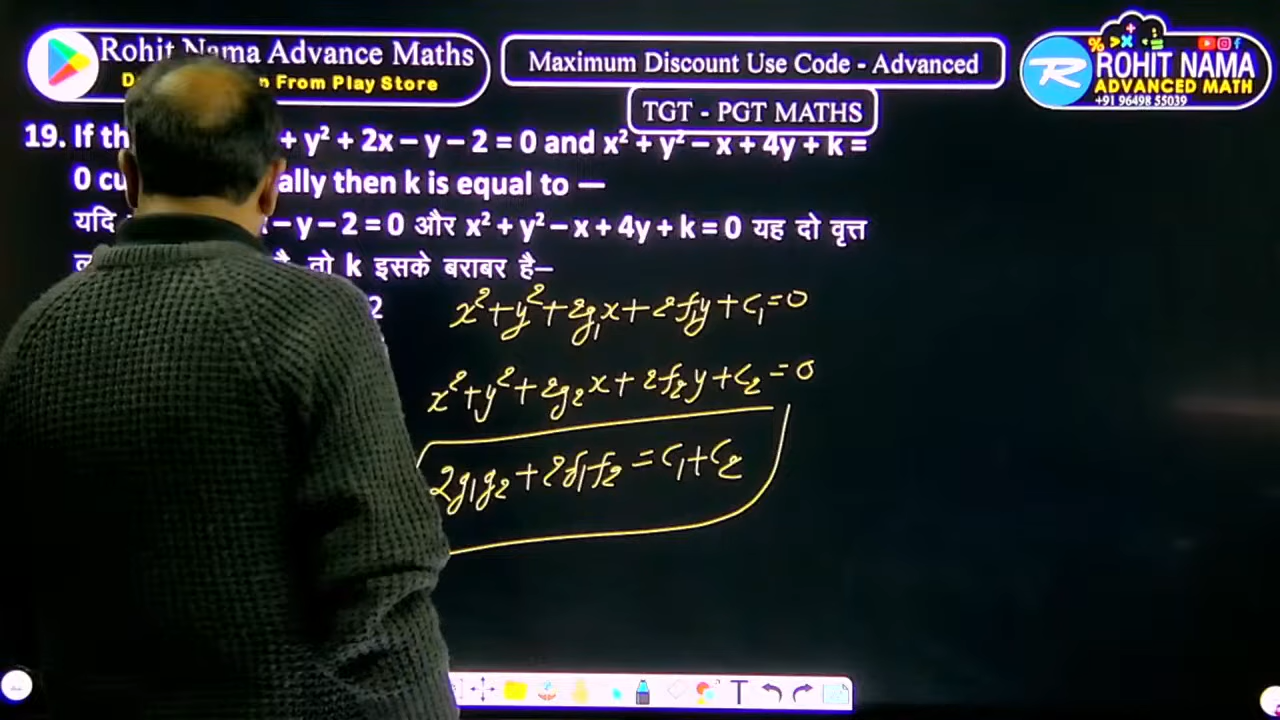 Rohit Nama Advance Maths
From Play Store
Maximum Discount Use Code - Advanced
ROHIT NAMA
ADVANCED MATH
+91 96498 55039
TGT - PGT MATHS
19. If th + y² + 2x – y – 2 = 0 and x² + y² – x + 4y + k =
0 cu ally then k is equal to —
यदि – y – 2 = 0 और x² + y² – x + 4y + k = 0 यह दो वृत्त
तो k इसके बराबर है–
2
x²+y²+2g₁x+2f₁y+c₁=0
x²+y²+2g₂x+2f₂y+c₂=0
2g₁g₂+2f₁f₂=c₁+c₂
T